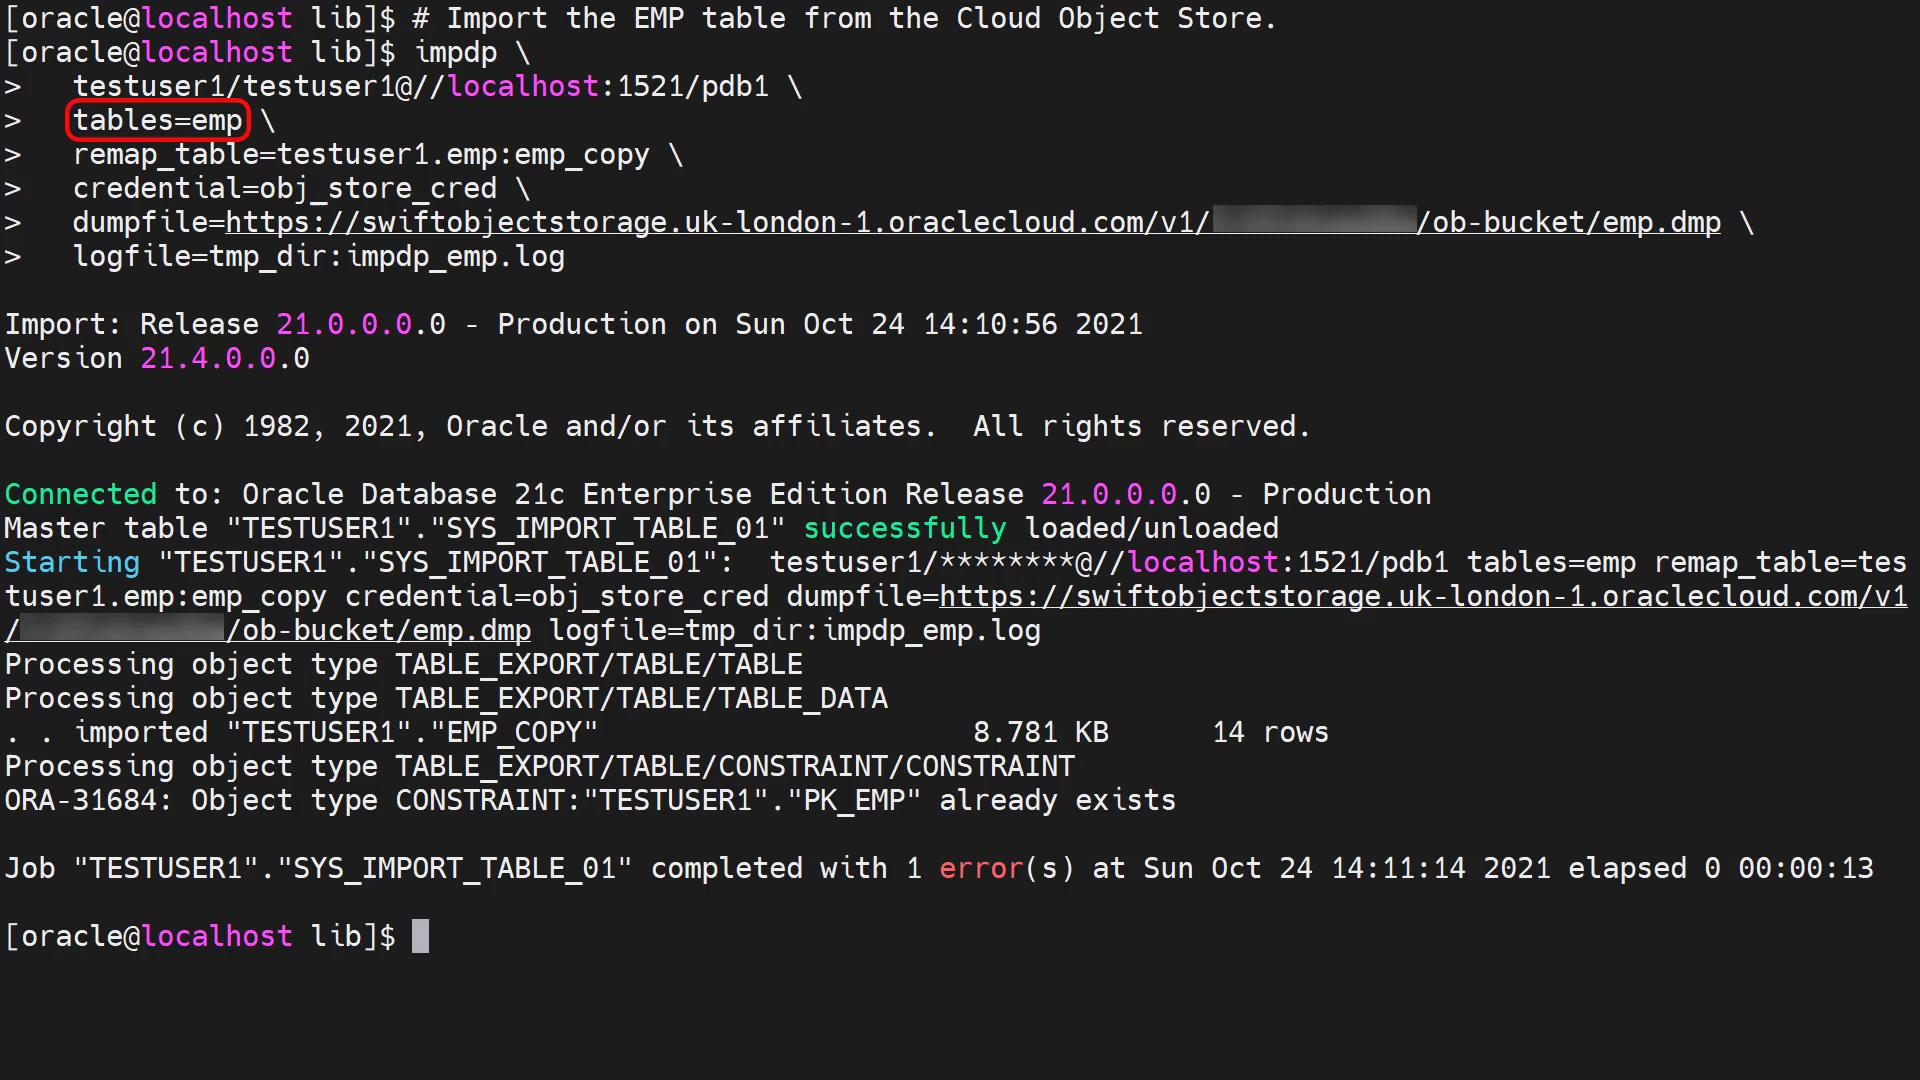 [oracle@localhost lib]$ # Import the EMP table from the Cloud Object Store.
[oracle@localhost lib]$ impdp \
>   testuser1/testuser1@//localhost:1521/pdb1 \
>   tables=emp \
>   remap_table=testuser1.emp:emp_copy \
>   credential=obj_store_cred \
>   dumpfile=https://swiftobjectstorage.uk-london-1.oraclecloud.com/v1/ /ob-bucket/emp.dmp \
>   logfile=tmp_dir:impdp_emp.log
Import: Release 21.0.0.0.0 - Production on Sun Oct 24 14:10:56 2021
Version 21.4.0.0.0
Copyright (c) 1982, 2021, Oracle and/or its affiliates.  All rights reserved.
Connected to: Oracle Database 21c Enterprise Edition Release 21.0.0.0.0 - Production
Master table "TESTUSER1"."SYS_IMPORT_TABLE_01" successfully loaded/unloaded
Starting "TESTUSER1"."SYS_IMPORT_TABLE_01":  testuser1/********@//localhost:1521/pdb1 tables=emp remap_table=tes
tuser1.emp:emp_copy credential=obj_store_cred dumpfile=https://swiftobjectstorage.uk-london-1.oraclecloud.com/v1
/ /ob-bucket/emp.dmp logfile=tmp_dir:impdp_emp.log
Processing object type TABLE_EXPORT/TABLE/TABLE
Processing object type TABLE_EXPORT/TABLE/TABLE_DATA
. . imported "TESTUSER1"."EMP_COPY"                      8.781 KB      14 rows
Processing object type TABLE_EXPORT/TABLE/CONSTRAINT/CONSTRAINT
ORA-31684: Object type CONSTRAINT:"TESTUSER1"."PK_EMP" already exists
Job "TESTUSER1"."SYS_IMPORT_TABLE_01" completed with 1 error(s) at Sun Oct 24 14:11:14 2021 elapsed 0 00:00:13
[oracle@localhost lib]$